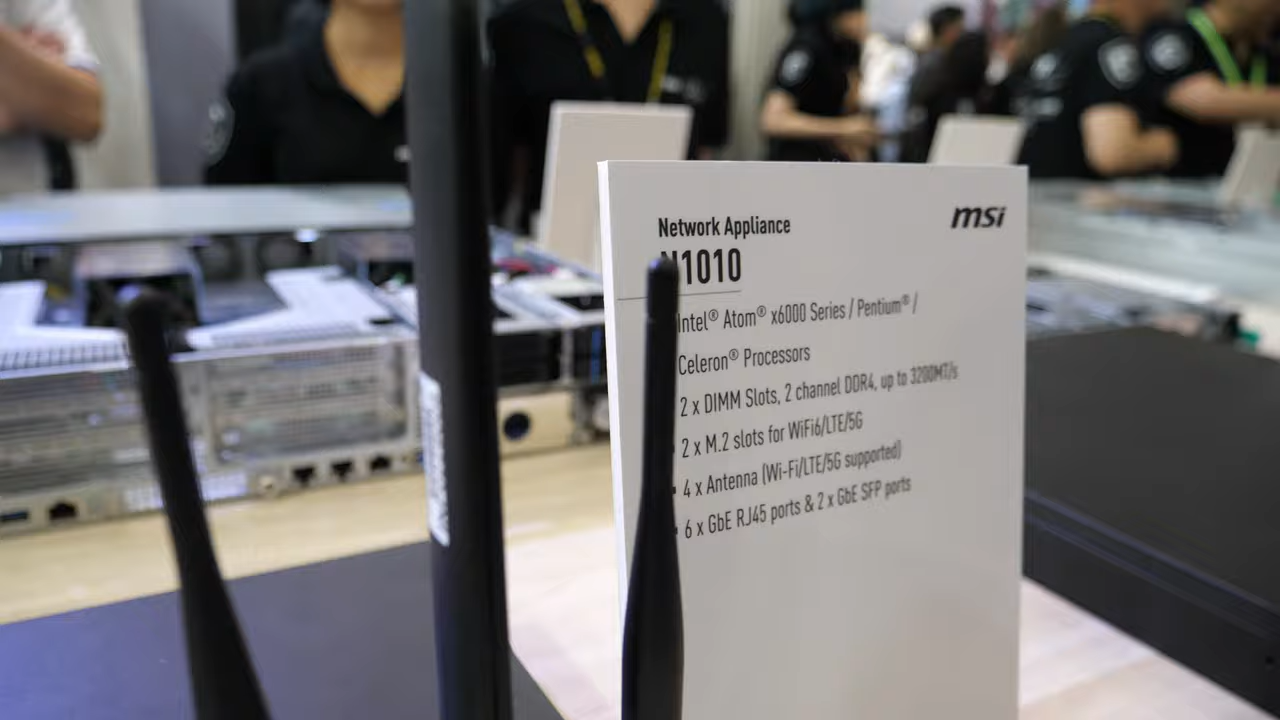 Network Appliance
msi
N1010
Intel® Atom® x6000 Series / Pentium® /
Celeron® Processors
2 x DIMM Slots, 2 channel DDR4, up to 3200MT/s
2 x M.2 slots for WiFi6/LTE/5G
• 4 x Antenna (Wi-Fi/LTE/5G supported)
• 6 x GbE RJ45 ports & 2 x GbE SFP ports